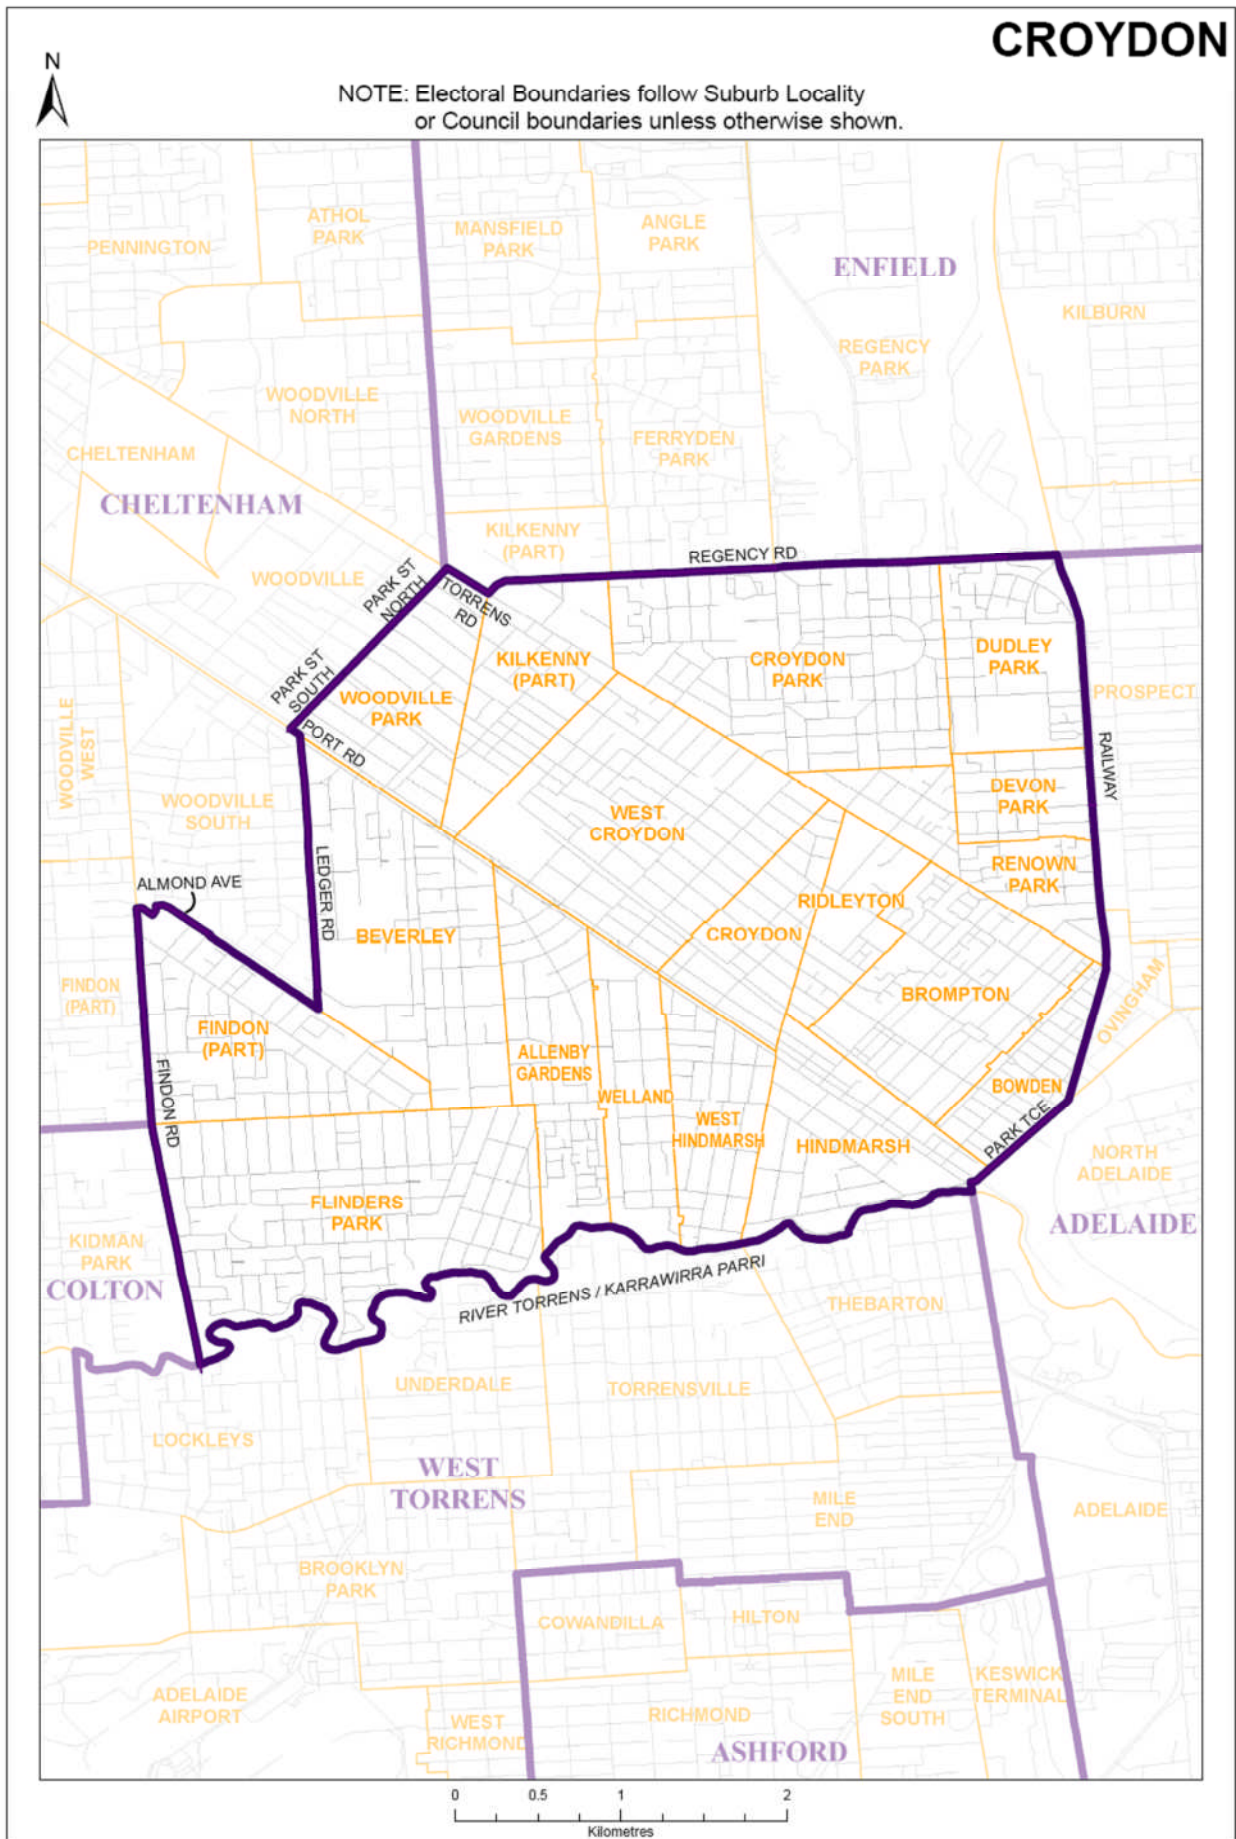 CROYDON
N
NOTE: Electoral Boundaries follow Suburb Locality
or Council boundaries unless otherwise shown.
ATHOL
PARK
PENNINGTON
MANSFIELD
PARK
ANGLE
PARK
ENFIELD
KILBURN
REGENCY
PARK
WOODVILLE
NORTH
WOODVILLE
GARDENS
FERRYDEN
PARK
CHELTENHAM
CHELTENHAM
KILKENNY
(PART)
REGENCY RD
WOODVILLE
PARK ST
NORTH
TORRENS
RD
KILKENNY
(PART)
CROYDON
PARK
DUDLEY
PARK
PARK ST
SOUTH
WOODVILLE
PARK
PROSPECT
PORT RD
WOODVILLE
WEST
RAILWAY
WOODVILLE
SOUTH
WEST
CROYDON
DEVON
PARK
RENOWN
PARK
ALMOND AVE
LEDGER RD
RIDLEYTON
BEVERLEY
CROYDON
FINDON
(PART)
BROMPTON
OVINGHAM
FINDON
(PART)
ALLENBY
GARDENS
BOWDEN
WELLAND
FINDON RD
WEST
HINDMARSH
HINDMARSH
PARK TCE
NORTH
ADELAIDE
FLINDERS
PARK
ADELAIDE
KIDMAN
PARK
COLTON
RIVER TORRENS / KARRAWIRRA PARRI
THEBARTON
UNDERDALE
TORRENSVILLE
LOCKLEYS
WEST
TORRENS
MILE
END
ADELAIDE
BROOKLYN
PARK
COWANDILLA
HILTON
MILE
END
SOUTH
KESWICK
TERMINAL
ADELAIDE
AIRPORT
WEST
RICHMOND
RICHMOND
ASHFORD
0 0.5 1 2
Kilometres